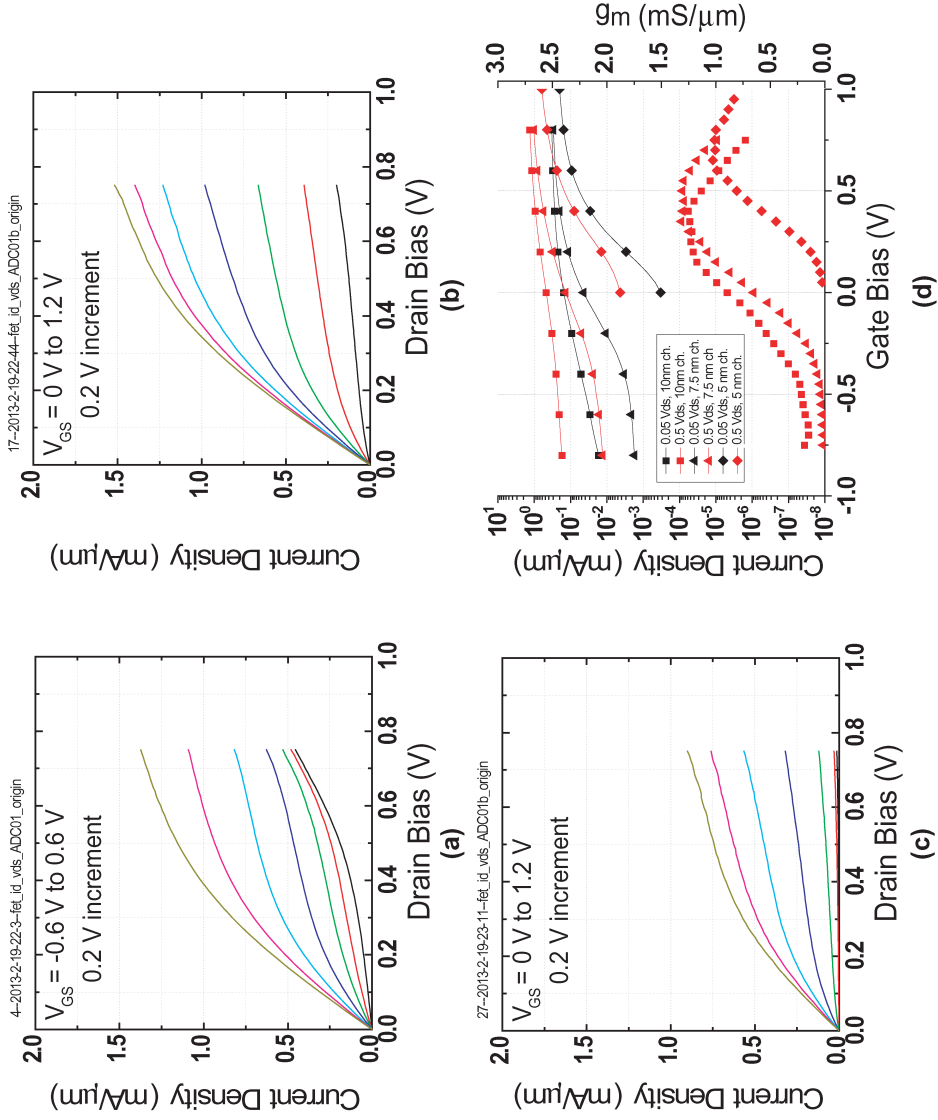 4--2013-2-19-22-3--fet_id_vds_ADC01_origin
V_GS = -0.6 V to 0.6 V
0.2 V increment
2.0
1.5
1.0
0.5
0.0
Current Density (mA/μm)
0.0 0.2 0.4 0.6 0.8 1.0
Drain Bias (V)
(a)
17--2013-2-19-22-44--fet_id_vds_ADC01b_origin
V_GS = 0 V to 1.2 V
0.2 V increment
2.0
1.5
1.0
0.5
0.0
Current Density (mA/μm)
0.0 0.2 0.4 0.6 0.8 1.0
Drain Bias (V)
(b)
27--2013-2-19-23-11--fet_id_vds_ADC01b_origin
V_GS = 0 V to 1.2 V
0.2 V increment
2.0
1.5
1.0
0.5
0.0
Current Density (mA/μm)
0.0 0.2 0.4 0.6 0.8 1.0
Drain Bias (V)
(c)
10^1
10^0
10^-1
10^-2
10^-3
10^-4
10^-5
10^-6
10^-7
10^-8
Current Density (mA/μm)
0.05 Vds, 10nm ch.
0.5 Vds, 10nm ch.
0.05 Vds, 7.5 nm ch.
0.5 Vds, 7.5 nm ch.
0.05 Vds, 5 nm ch.
0.5 Vds, 5 nm ch.
3.0
2.5
2.0
1.5
1.0
0.5
0.0
g_m (mS/μm)
-1.0 -0.5 0.0 0.5 1.0
Gate Bias (V)
(d)